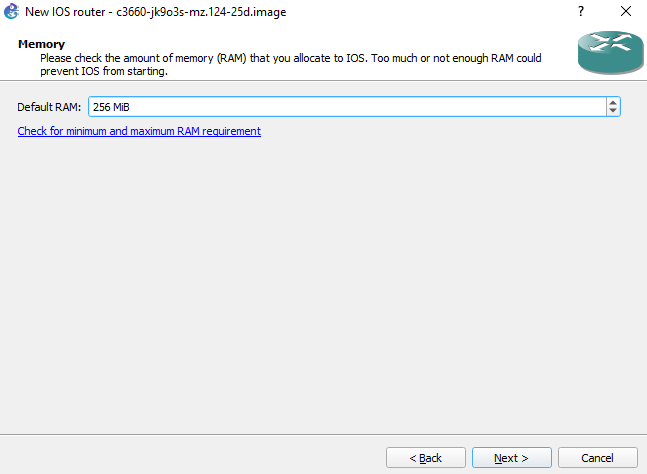 New IOS router - c3660-jk9o3s-mz.124-25d.image
?
Memory
Please check the amount of memory (RAM) that you allocate to IOS. Too much or not enough RAM could
prevent IOS from starting.
Default RAM: 256 MiB
Check for minimum and maximum RAM requirement
< Back Next > Cancel